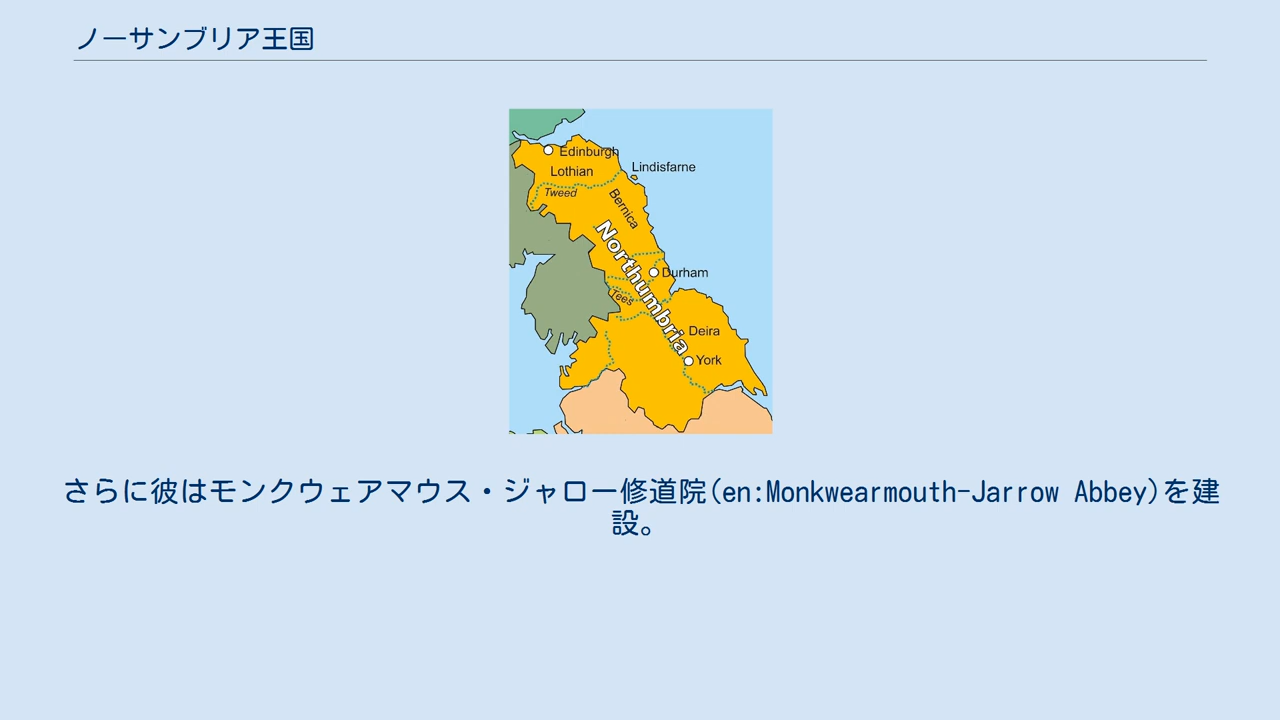 ノーサンブリア王国
Edinburgh
Lindisfarne
Lothian
Tweed
Bernica
Northumbria
Durham
Tees
Deira
York
さらに彼はモンクウェアマウス・ジャロー修道院(en:Monkwearmouth-Jarrow Abbey)を建
設。